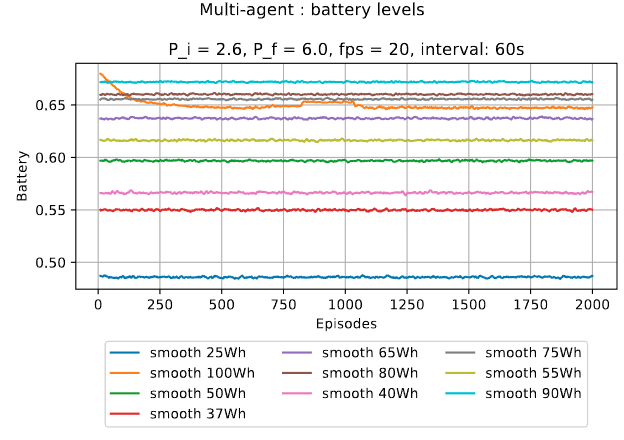 Multi-agent : battery levels
P_i = 2.6, P_f = 6.0, fps = 20, interval: 60s
Battery
0.65
0.60
0.55
0.50
0 250 500 750 1000 1250 1500 1750 2000
Episodes
smooth 25Wh smooth 65Wh smooth 75Wh
smooth 100Wh smooth 80Wh smooth 55Wh
smooth 50Wh smooth 40Wh smooth 90Wh
smooth 37Wh